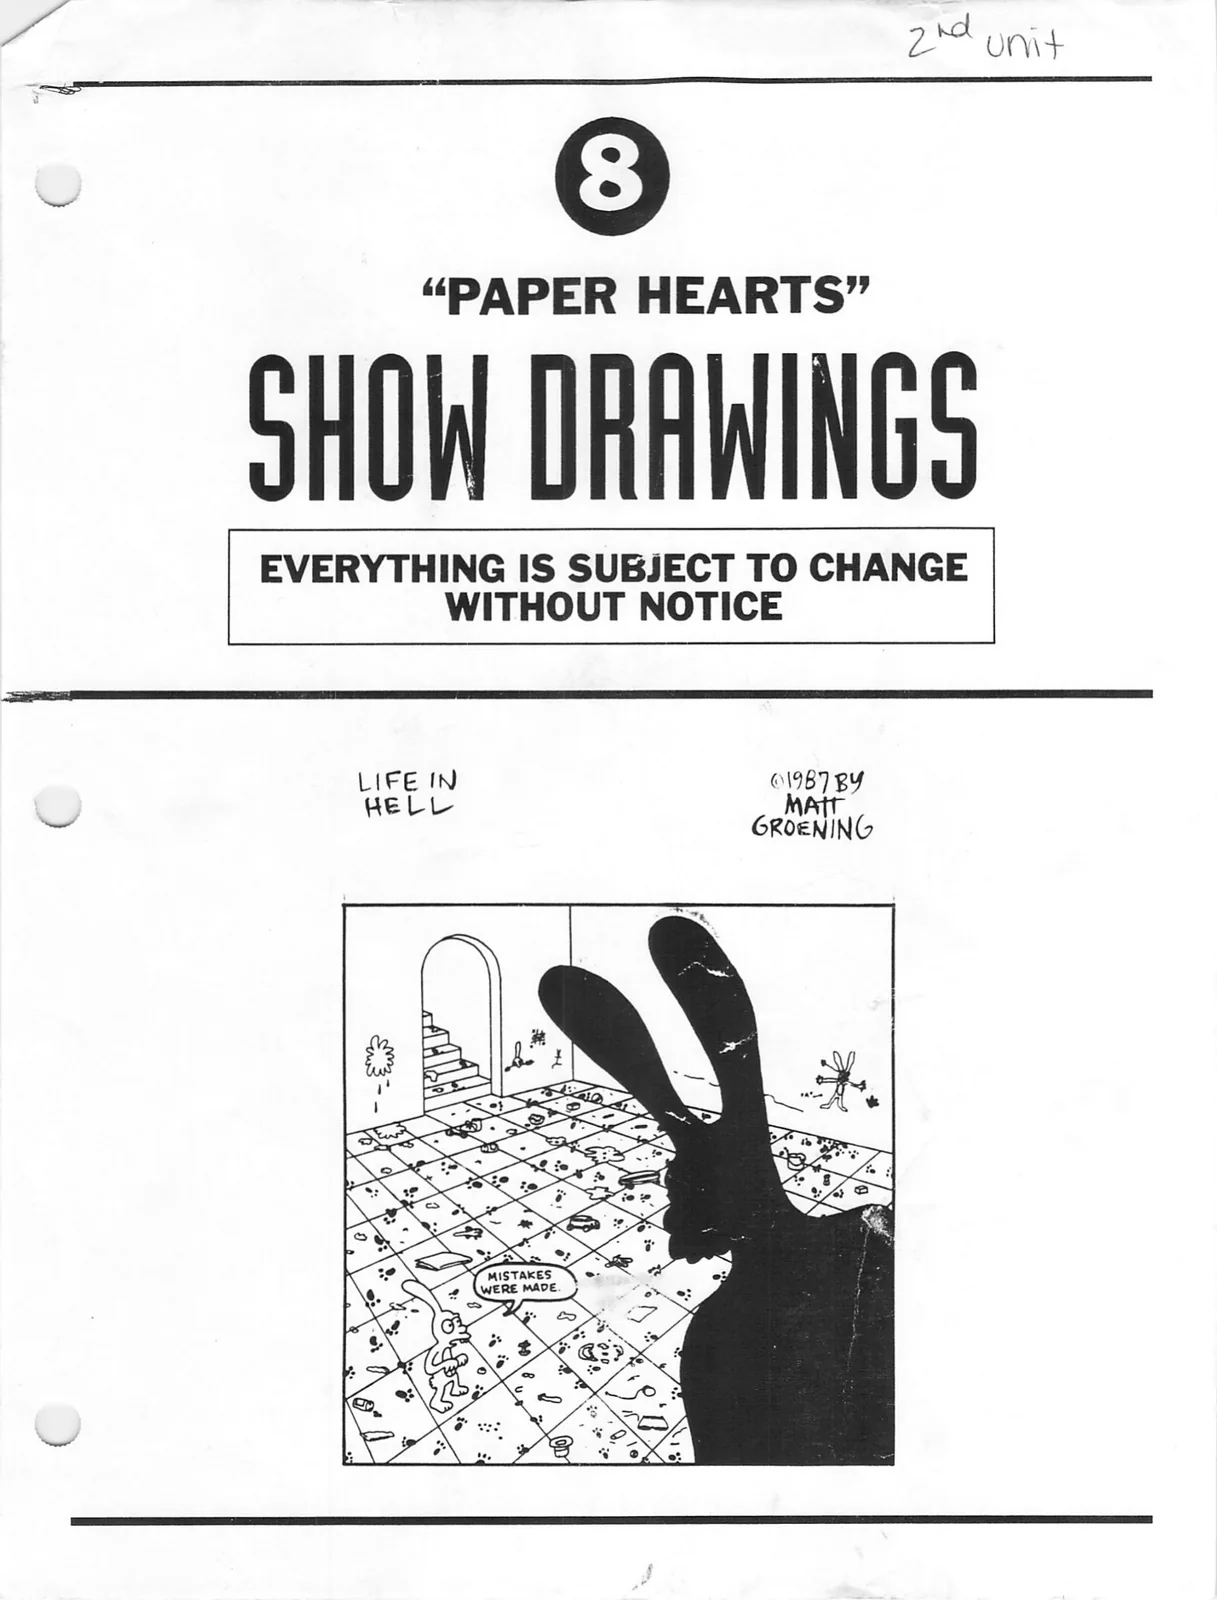 2nd unit
8
“PAPER HEARTS”
SHOW DRAWINGS
EVERYTHING IS SUBJECT TO CHANGE
WITHOUT NOTICE
LIFE IN
HELL
©1987 BY
MATT
GROENING
MISTAKES
WERE MADE.